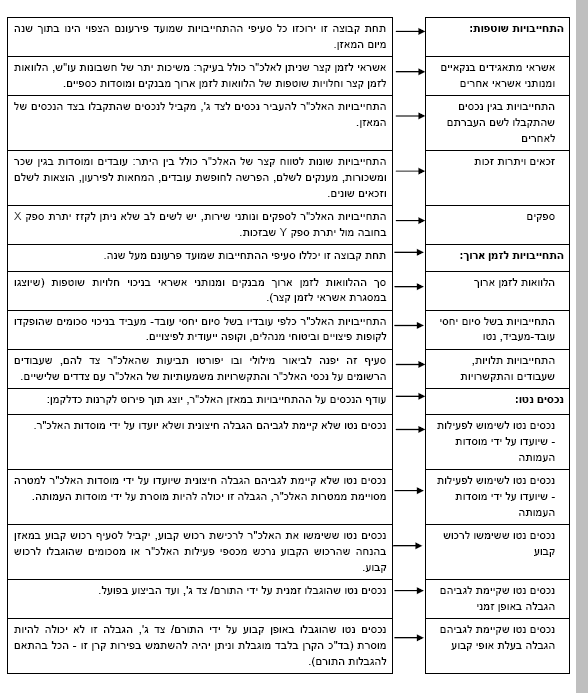 התחייבויות שוטפות:
תחת קבוצה זו ירוכזו כל סעיפי ההתחייבויות שמועד פירעונם הצפוי הינו בתוך שנה
מיום המאזן.
אשראי מתאגידים בנקאיים
ומנותני אשראי אחרים
אשראי לזמן קצר שניתן לאלכ"ר כולל בעיקר: משיכות יתר של חשבונות עו"ש, הלוואות
לזמן קצר וחלויות שוטפות של הלוואות לזמן ארוך מבנקים ומוסדות כספיים.
התחייבויות בגין נכסים
שהתקבלו לשם העברתם
לאחרים
התחייבויות האלכ"ר להעביר נכסים לצד ג', מקביל לנכסים שהתקבלו בצד הנכסים של
המאזן.
זכאים ויתרות זכות
התחייבויות שונות לטווח קצר של האלכ"ר כולל בין היתר: עובדים ומוסדות בגין שכר
ומשכורות, מענקים לשלם, הפרשה לחופשת עובדים, המחאות לפירעון, הוצאות לשלם
וזכאים שונים.
ספקים
התחייבויות האלכ"ר לספקים ונותני שירות, יש לשים לב שלא ניתן לקזז יתרת ספק X
בחובה מול יתרת ספק Y שבזכות.
התחייבויות לזמן ארוך:
תחת קבוצה זו יכללו סעיפי ההתחייבות שמועד פרעונם מעל שנה.
הלוואות לזמן ארוך
סך ההלוואות לזמן ארוך מבנקים ומנותני אשראי בניכוי חלויות שוטפות (שיוצגו
במסגרת אשראי לזמן קצר).
התחייבויות בשל סיום יחסי
עובד-מעביד, נטו
התחייבויות האלכ"ר כלפי עובדיו בשל סיום יחסי עובד- מעביד בניכוי סכומים שהופקדו
לקופות פיצויים וביטוחי מנהלים, וקופה ייעודית לפיצויים.
התחייבויות תלויות,
שעבודים והתקשרויות
סעיף זה יפנה לביאור מילולי ובו יפורטו תביעות שהאלכ"ר צד להם, שעבודים
הרשומים על נכסי האלכ"ר והתקשרויות משמעותיות של האלכ"ר עם צדדים שלישיים.
נכסים נטו:
עודף הנכסים על ההתחייבויות במאזן האלכ"ר, יוצג תוך פירוט לקרנות כדלקמן:
נכסים נטו לשימוש לפעילות
- שיועדו על ידי מוסדות
העמותה
נכסים נטו שלא קיימת לגביהם הגבלה חיצונית ושלא יועדו על ידי מוסדות האלכ"ר.
נכסים נטו לשימוש לפעילות
- שיועדו על ידי מוסדות
העמותה
נכסים נטו שלא קיימת לגביהם הגבלה חיצונית שיועדו על ידי מוסדות האלכ"ר למטרה
מסויימת ממטרות האלכ"ר, הגבלה זו יכולה להיות מוסרת על ידי מוסדות העמותה.
נכסים נטו ששימשו לרכוש
קבוע
נכסים נטו ששימשו את האלכ"ר לרכישת רכוש קבוע, יקביל לסעיף רכוש קבוע במאזן
בהנחה שהרכוש הקבוע נרכש מכספי פעילות האלכ"ר או מסכומים שהוגבלו לרכוש
קבוע.
נכסים נטו שקיימת לגביהם
הגבלה באופן זמני
נכסים נטו שהוגבלו זמנית על ידי התורם/ צד ג', ועד הביצוע בפועל.
נכסים נטו שקיימת לגביהם
הגבלה בעלת אופי קבוע
נכסים נטו שהוגבלו באופן קבוע על ידי התורם/ צד ג', הגבלה זו לא יכולה להיות
מוסרת (בד"כ הקרן בלבד מוגבלת וניתן יהיה להשתמש בפירות קרן זו - הכל בהתאם
להגבלות התורם).